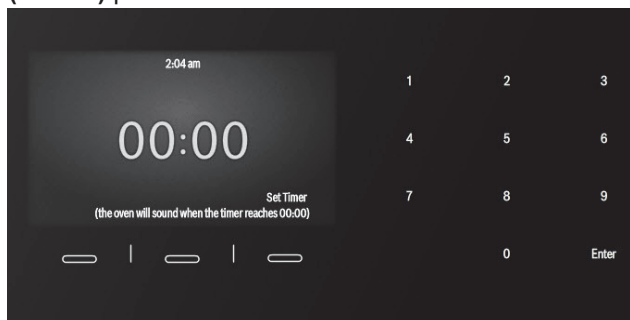 2:04 am
00:00
Set Timer
(the oven will sound when the timer reaches 00:00)
1 2 3
4 5 6
7 8 9
0 Enter